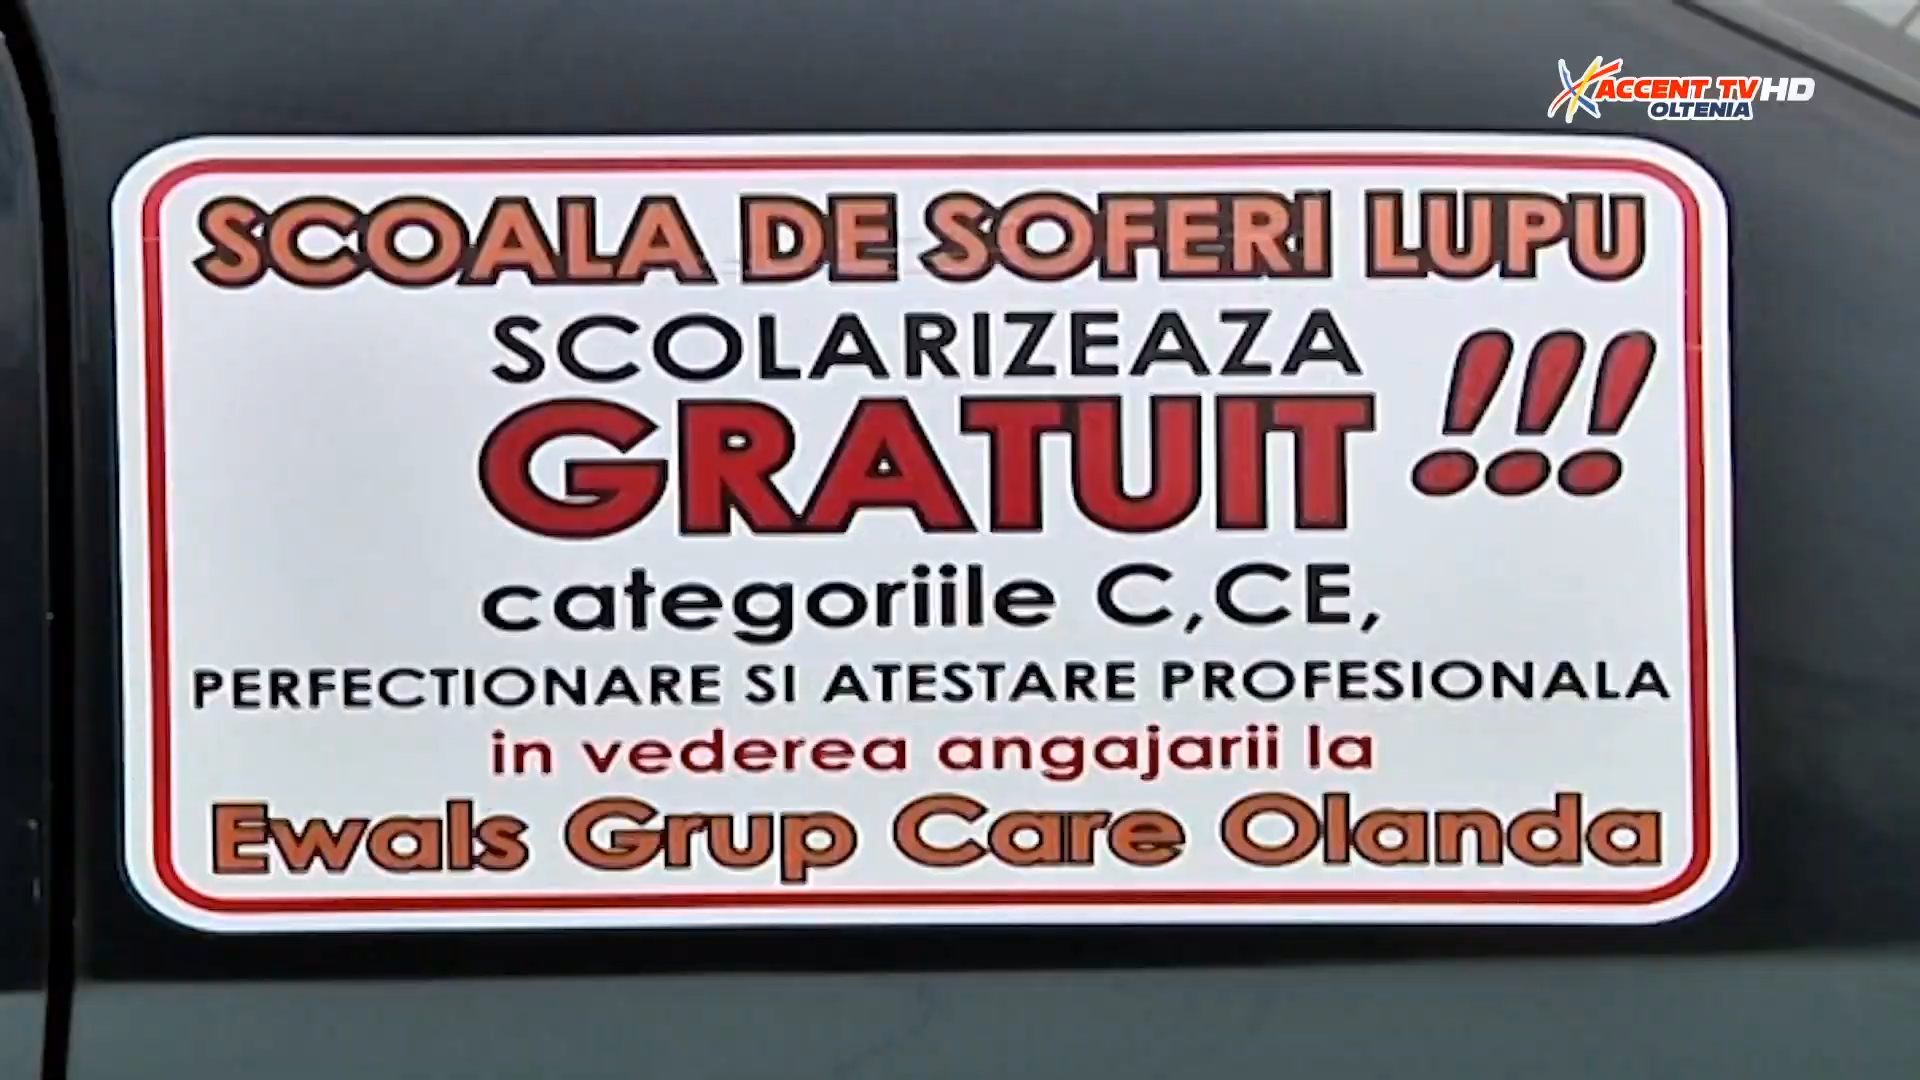 ACCENT TV HD
OLTENIA
SCOALA DE SOFERI LUPU
SCOLARIZEAZA
GRATUIT !!!
categoriile C,CE,
PERFECTIONARE SI ATESTARE PROFESIONALA
in vederea angajarii la
Ewals Grup Care Olanda